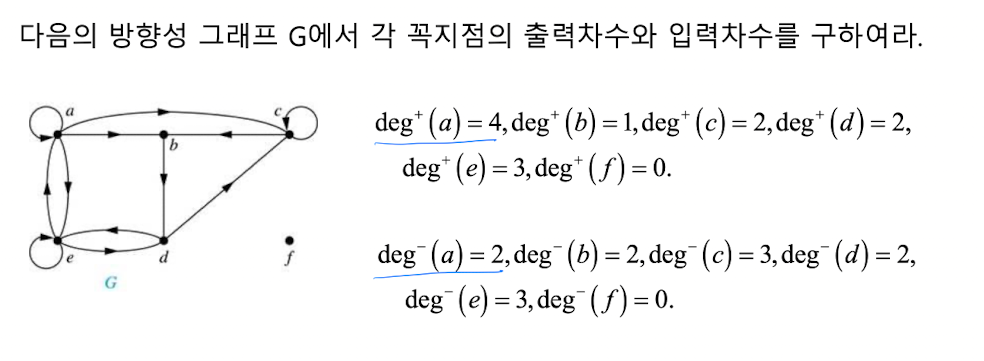 다음의 방향성 그래프 G에서 각 꼭지점의 출력차수와 입력차수를 구하여라.
a
c
b
e
d
f
G
deg⁺(a) = 4, deg⁺(b) = 1, deg⁺(c) = 2, deg⁺(d) = 2,
deg⁺(e) = 3, deg⁺(f) = 0.
deg⁻(a) = 2, deg⁻(b) = 2, deg⁻(c) = 3, deg⁻(d) = 2,
deg⁻(e) = 3, deg⁻(f) = 0.